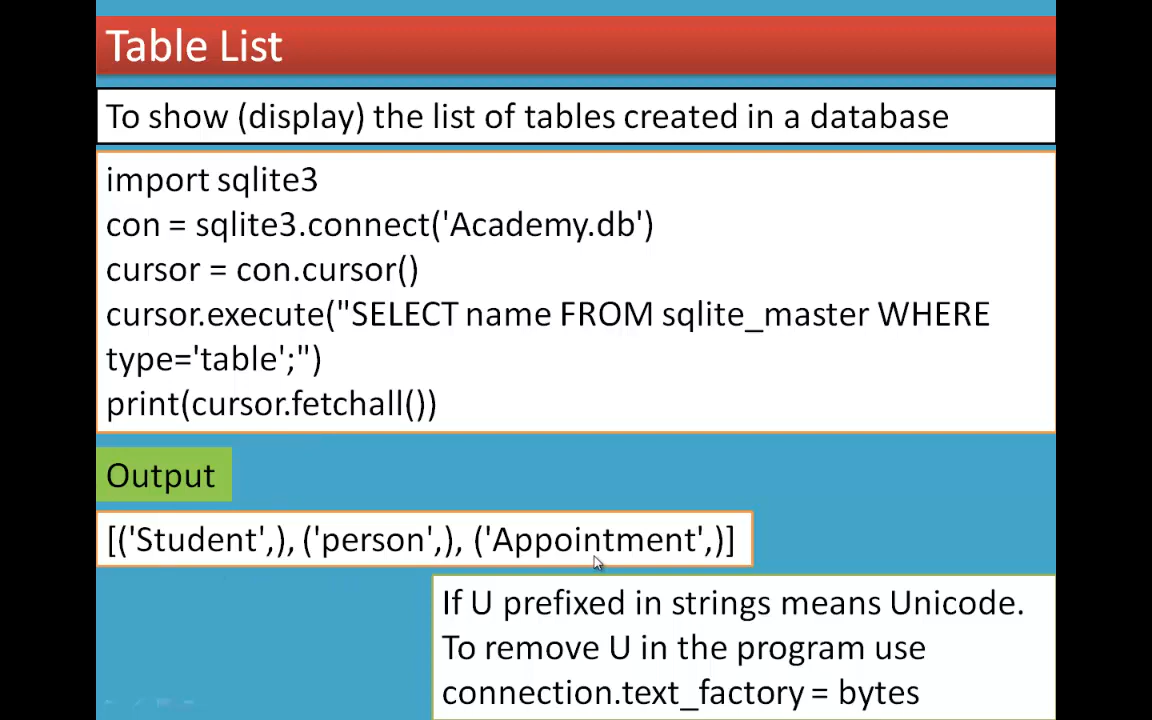 Table List
To show (display) the list of tables created in a database
import sqlite3
con = sqlite3.connect('Academy.db')
cursor = con.cursor()
cursor.execute("SELECT name FROM sqlite_master WHERE
type='table';")
print(cursor.fetchall())
Output
[('Student',), ('person',), ('Appointment',)]
If U prefixed in strings means Unicode.
To remove U in the program use
connection.text_factory = bytes